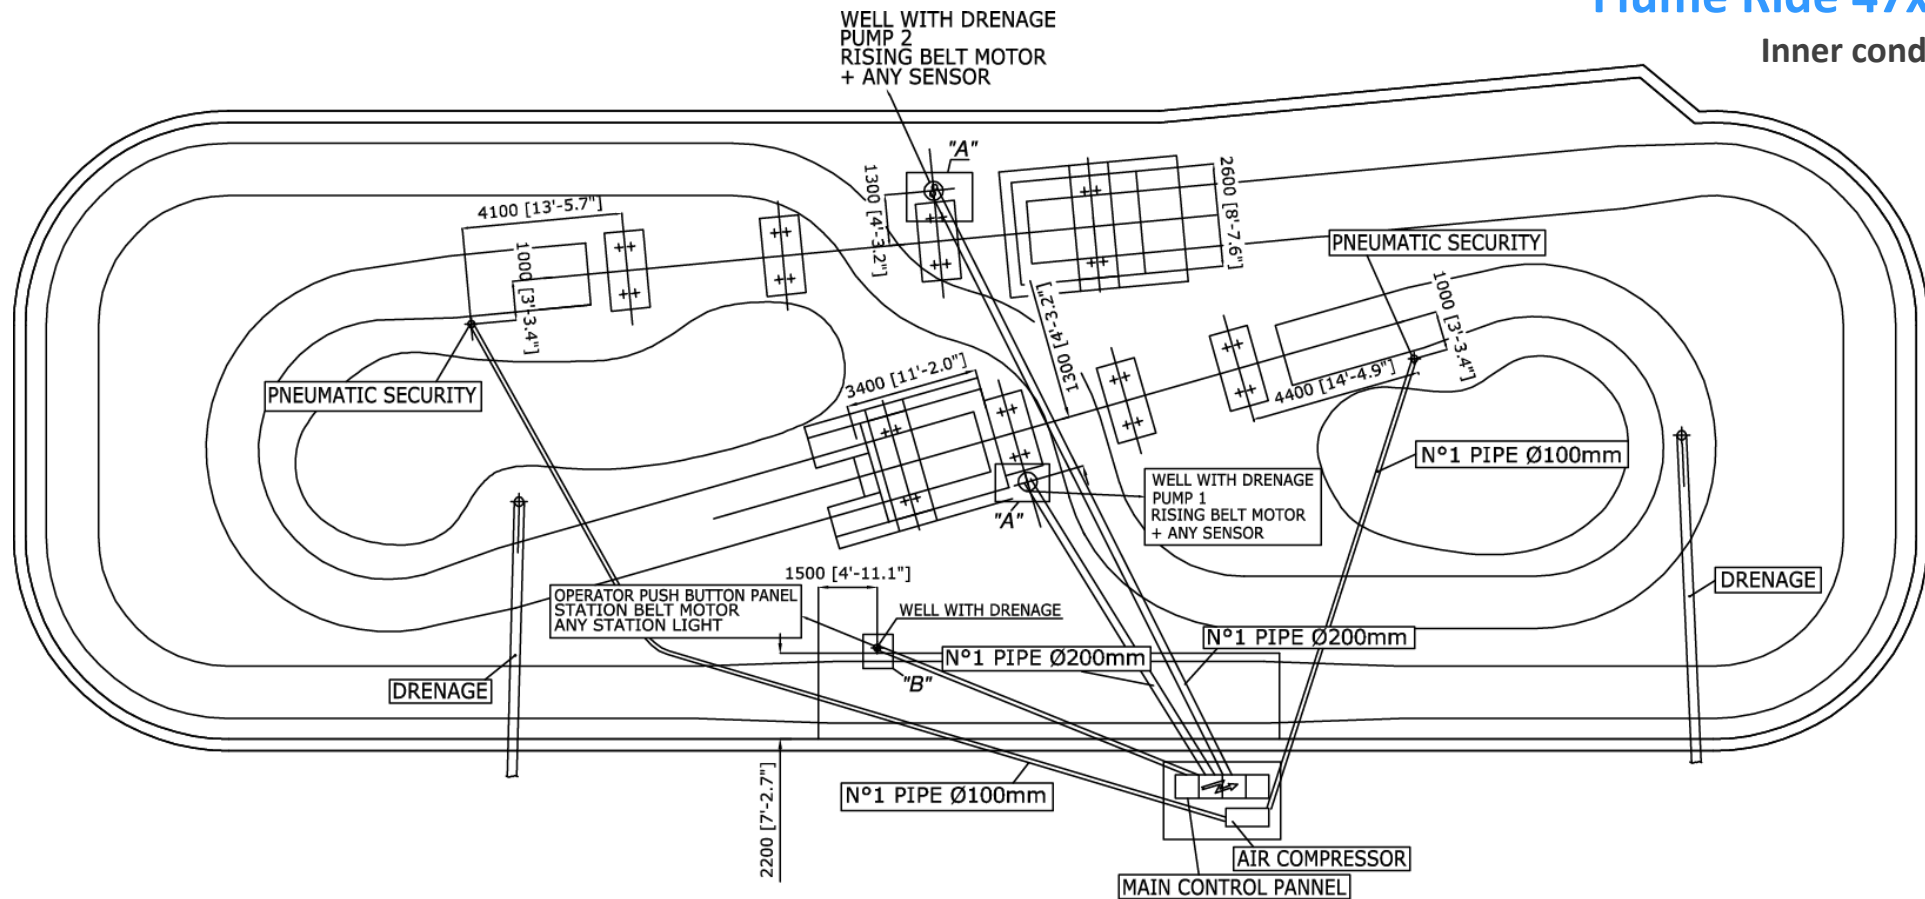 Flume Ride 47x
Inner cond
WELL WITH DRENAGE
PUMP 2
RISING BELT MOTOR
+ ANY SENSOR
"A"
1300 [4'-3.2"]
2600 [8'-7.6"]
4100 [13'-5.7"]
1000 [3'-3.4"]
PNEUMATIC SECURITY
1000 [3'-3.4"]
1300 [4'-3.2"]
4400 [14'-4.9"]
3400 [11'-2.0"]
PNEUMATIC SECURITY
N°1 PIPE Ø100mm
WELL WITH DRENAGE
PUMP 1
RISING BELT MOTOR
+ ANY SENSOR
"A"
DRENAGE
1500 [4'-11.1"]
OPERATOR PUSH BUTTON PANEL
STATION BELT MOTOR
ANY STATION LIGHT
WELL WITH DRENAGE
N°1 PIPE Ø200mm
N°1 PIPE Ø200mm
"B"
DRENAGE
2200 [7'-2.7"]
N°1 PIPE Ø100mm
AIR COMPRESSOR
MAIN CONTROL PANNEL